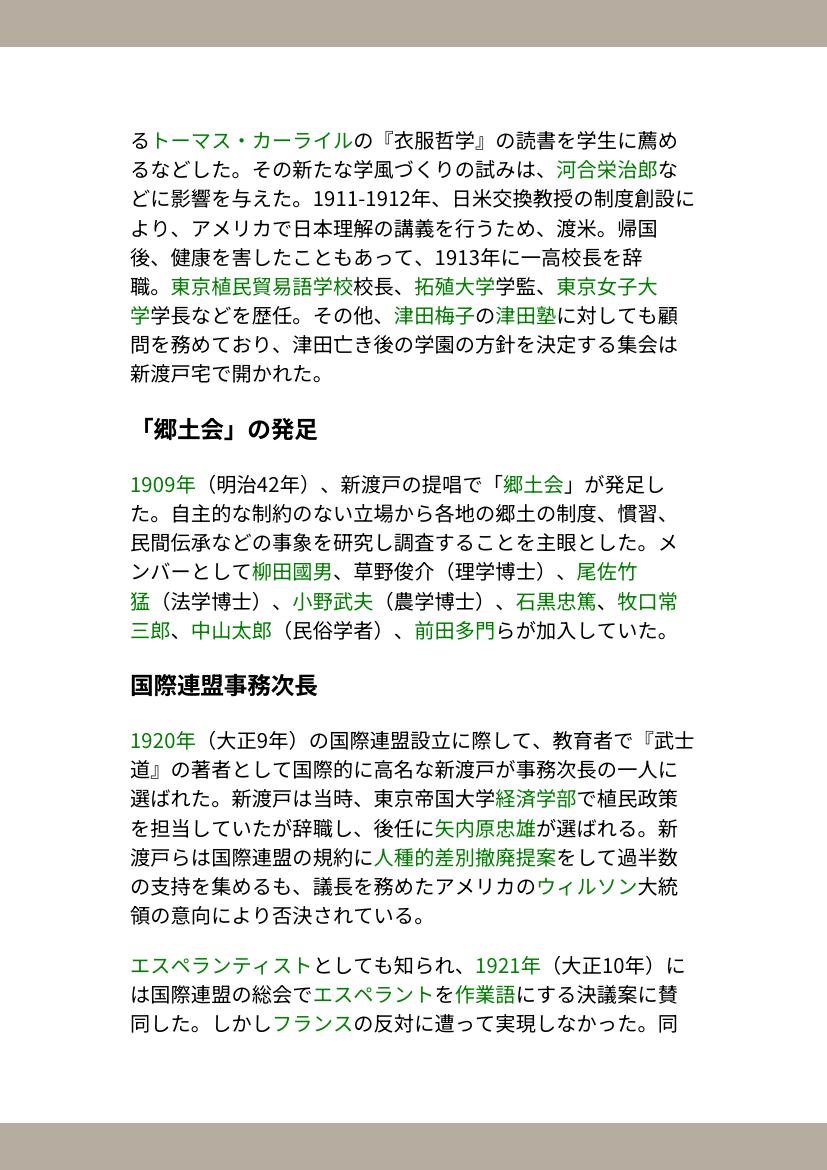 るトーマス・カーライルの『衣服哲学』の読書を学生に薦め
るなどした。その新たな学風づくりの試みは、河合栄治郎な
どに影響を与えた。1911-1912年、日米交換教授の制度創設に
より、アメリカで日本理解の講義を行うため、渡米。帰国
後、健康を害したこともあって、1913年に一高校長を辞
職。東京植民貿易語学校校長、拓殖大学学監、東京女子大
学学長などを歴任。その他、津田梅子の津田塾に対しても顧
問を務めており、津田亡き後の学園の方針を決定する集会は
新渡戸宅で開かれた。
「郷土会」の発足
1909年（明治42年）、新渡戸の提唱で「郷土会」が発足し
た。自主的な制約のない立場から各地の郷土の制度、慣習、
民間伝承などの事象を研究し調査することを主眼とした。メ
ンバーとして柳田國男、草野俊介（理学博士）、尾佐竹
猛（法学博士）、小野武夫（農学博士）、石黒忠篤、牧口常
三郎、中山太郎（民俗学者）、前田多門らが加入していた。
国際連盟事務次長
1920年（大正9年）の国際連盟設立に際して、教育者で『武士
道』の著者として国際的に高名な新渡戸が事務次長の一人に
選ばれた。新渡戸は当時、東京帝国大学経済学部で植民政策
を担当していたが辞職し、後任に矢内原忠雄が選ばれる。新
渡戸らは国際連盟の規約に人種的差別撤廃提案をして過半数
の支持を集めるも、議長を務めたアメリカのウィルソン大統
領の意向により否決されている。
エスペランティストとしても知られ、1921年（大正10年）に
は国際連盟の総会でエスペラントを作業語にする決議案に賛
同した。しかしフランスの反対に遭って実現しなかった。同